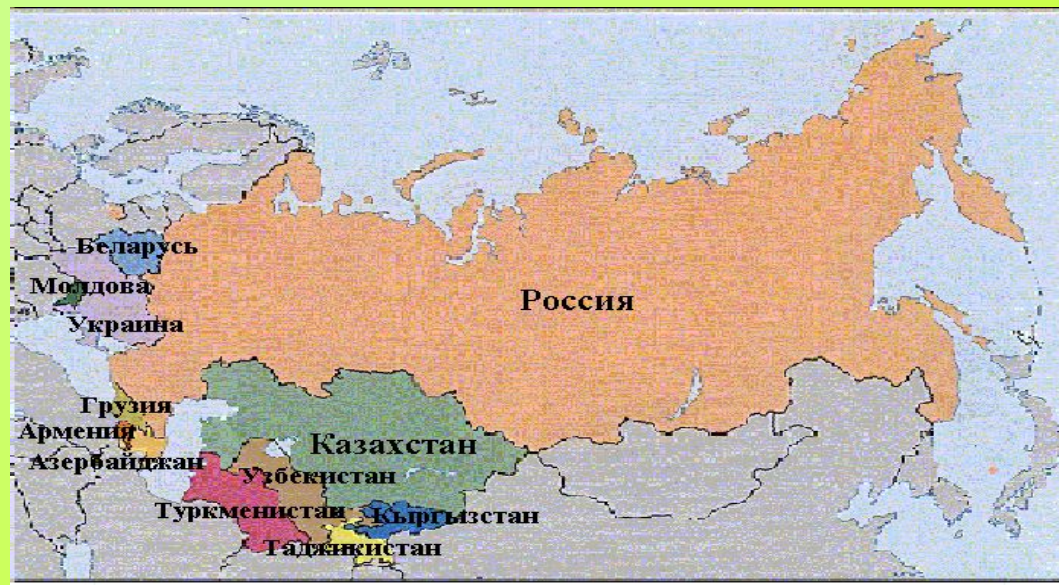 Беларусь
Молдова
Украина
Россия
Грузия
Армения
Азербайджан
Казахстан
Узбекистан
Туркменистан
Кыргызстан
Таджикистан